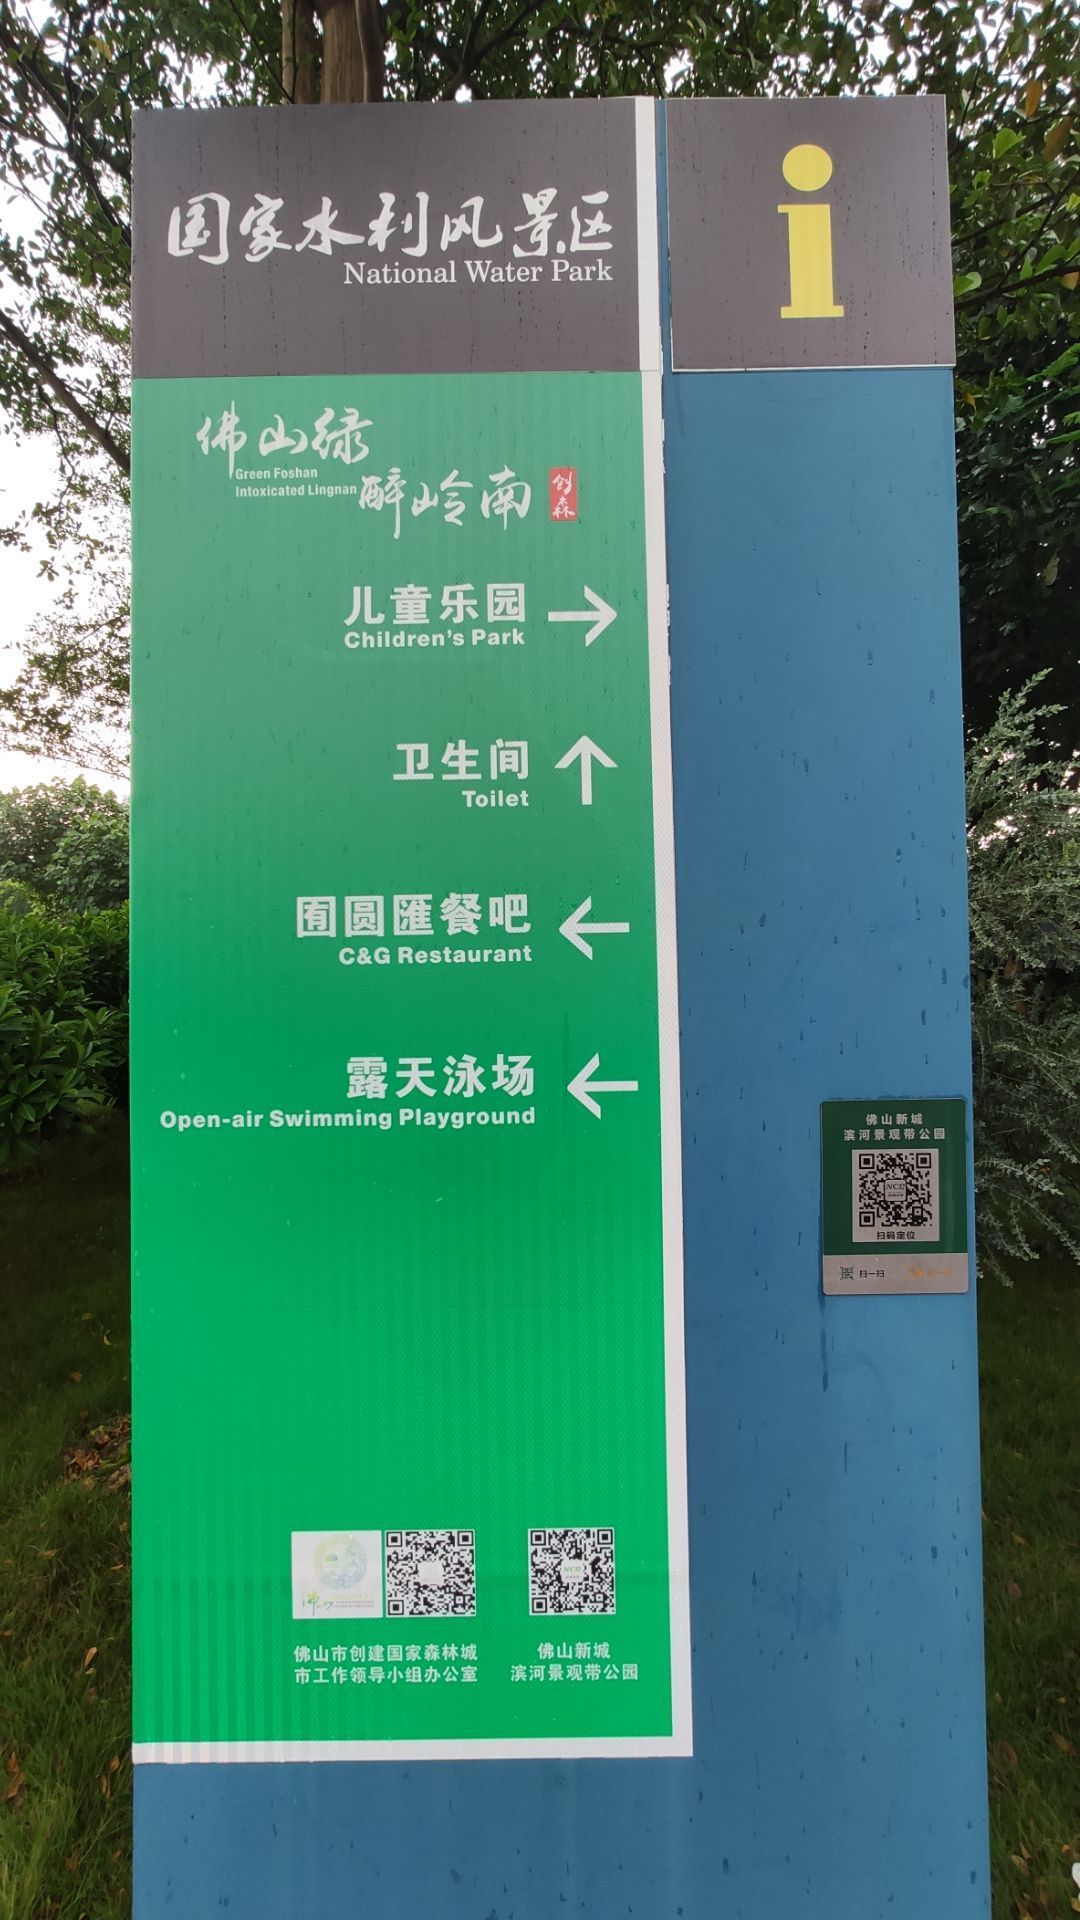 国家水利风景区
National Water Park
i
佛山绿
Green Foshan
Intoxicated Lingnan
醉岭南
创森
儿童乐园
Children's Park
卫生间
Toilet
囿圆匯餐吧
C&G Restaurant
露天泳场
Open-air Swimming Playground
佛山新城
滨河景观带公园
NCR
扫码定位
扫一扫
佛山
佛山市创建国家森林城
市工作领导小组办公室
NCR
佛山新城
滨河景观带公园